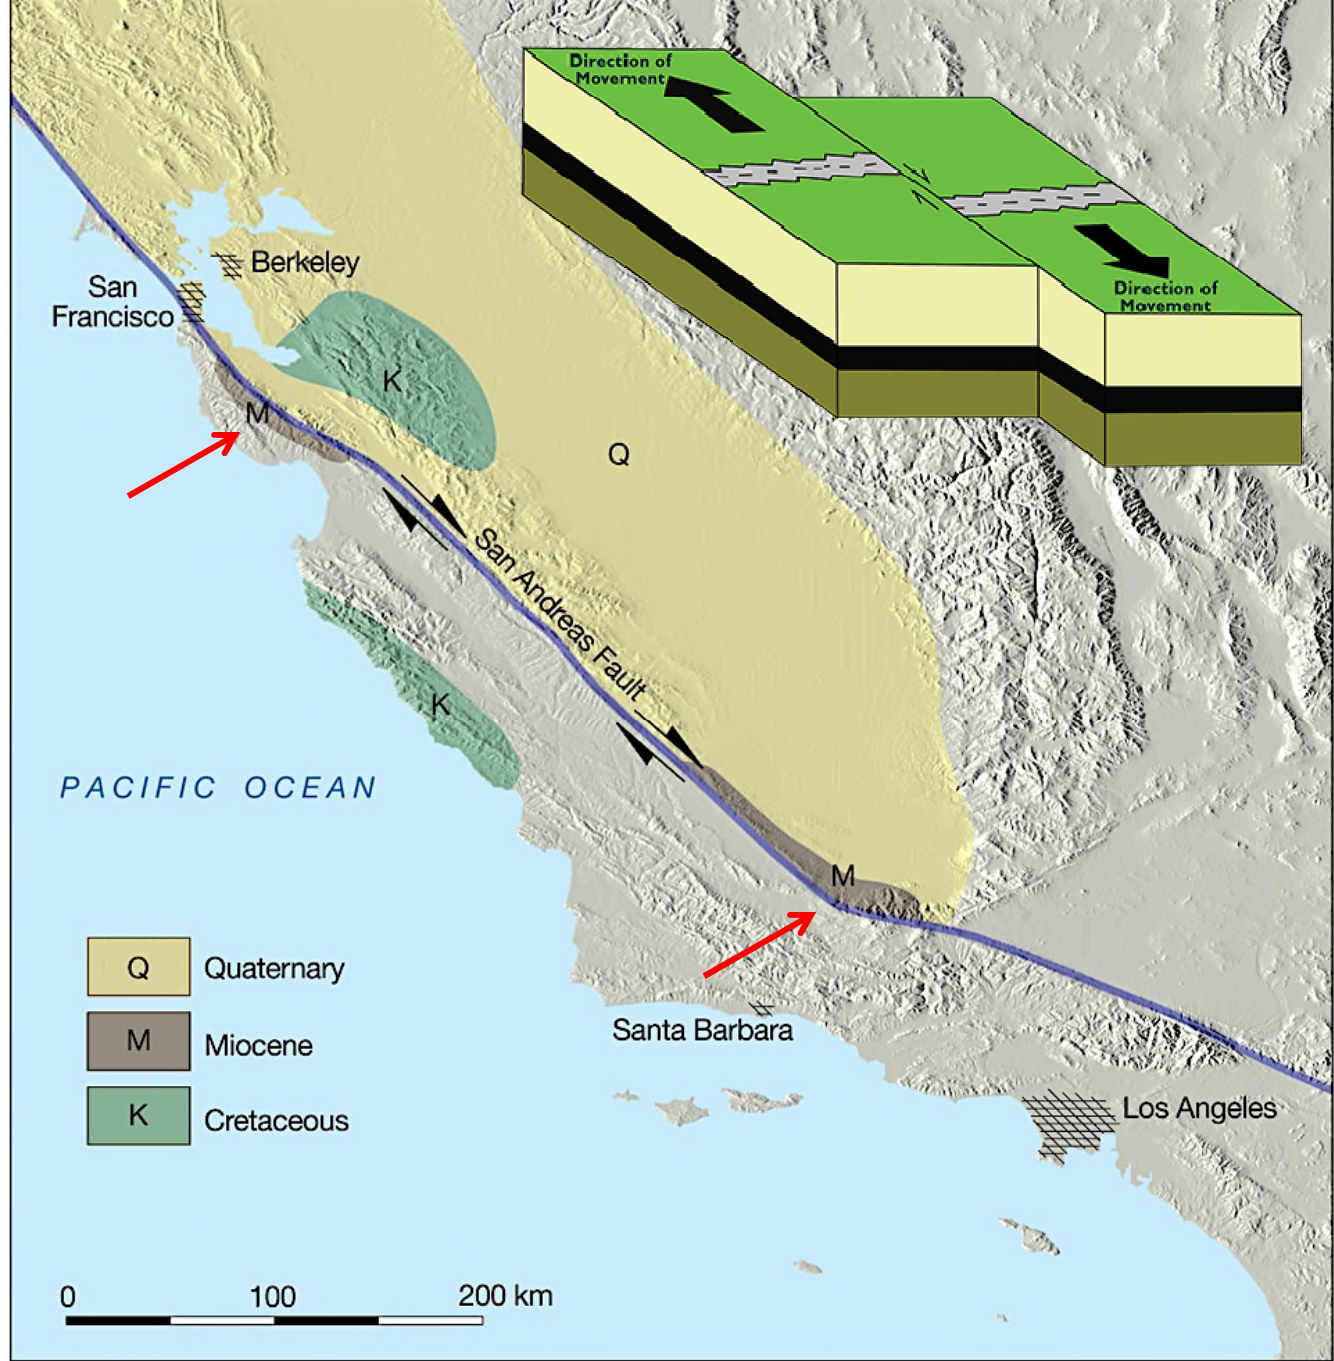 Direction of
Movement
Direction of
Movement
Berkeley
San
Francisco
K
M
Q
San Andreas Fault
K
PACIFIC OCEAN
M
Q Quaternary
M Miocene
K Cretaceous
Santa Barbara
Los Angeles
0 100 200 km